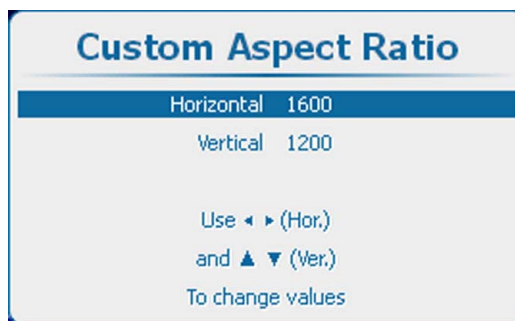 Custom Aspect Ratio
Horizontal 1600
Vertical 1200
Use ◂ ▸ (Hor.)
and ▲ ▼ (Ver.)
To change values